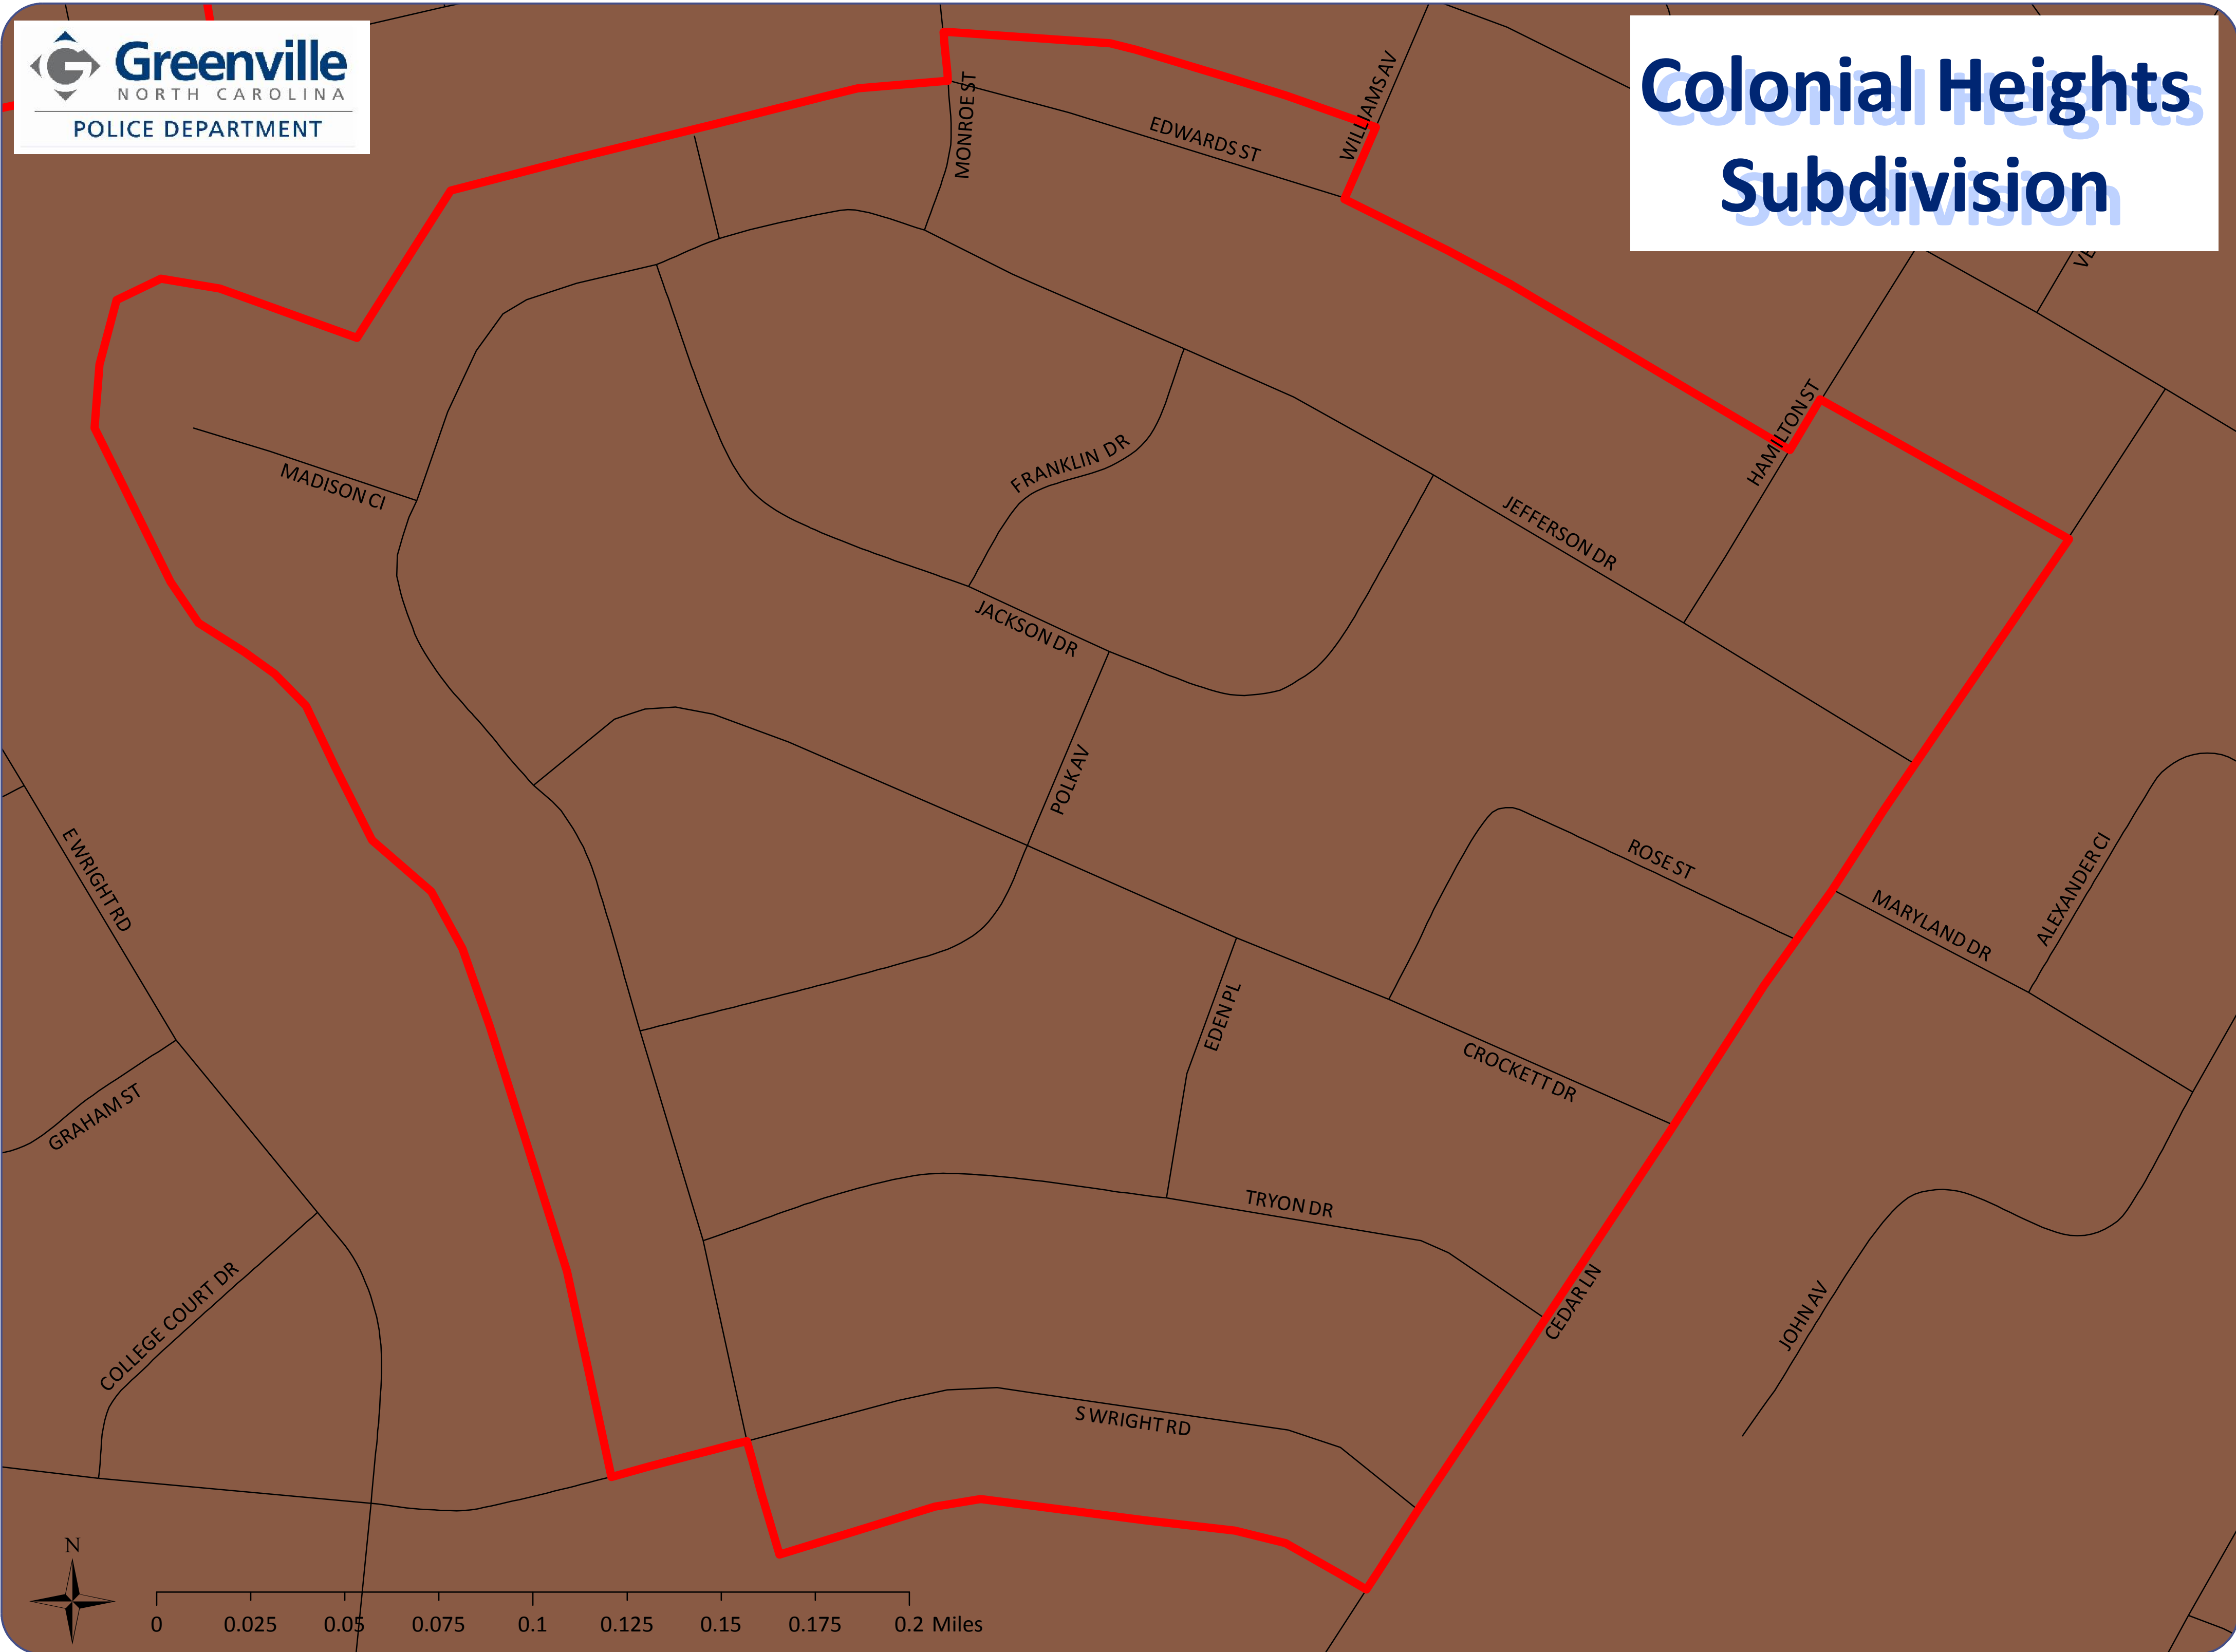 Greenville
NORTH CAROLINA
POLICE DEPARTMENT
Colonial Heights
Subdivision
MONROE ST
EDWARDS ST
WILLIAMS AV
HAMILTON ST
MADISON CI
FRANKLIN DR
JEFFERSON DR
JACKSON DR
POLK AV
ROSE ST
E WRIGHT RD
MARYLAND DR
ALEXANDER CI
EDEN PL
CROCKETT DR
GRAHAM ST
TRYON DR
COLLEGE COURT DR
CEDAR LN
JOHN AV
S WRIGHT RD
N
0 0.025 0.05 0.075 0.1 0.125 0.15 0.175 0.2 Miles